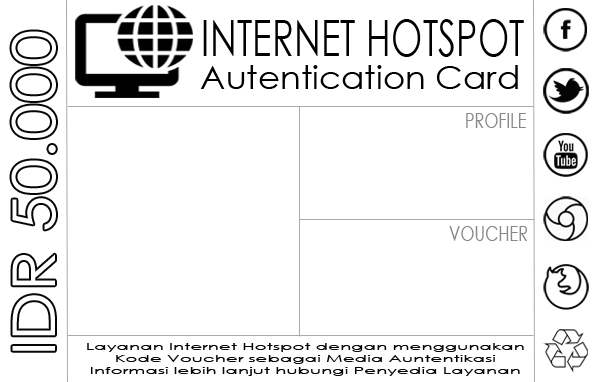 IDR 50.000
INTERNET HOTSPOT
Autentication Card
PROFILE
VOUCHER
Layanan Internet Hotspot dengan menggunakan
Kode Voucher sebagai Media Auntentikasi
Informasi lebih lanjut hubungi Penyedia Layanan
f
You
Tube